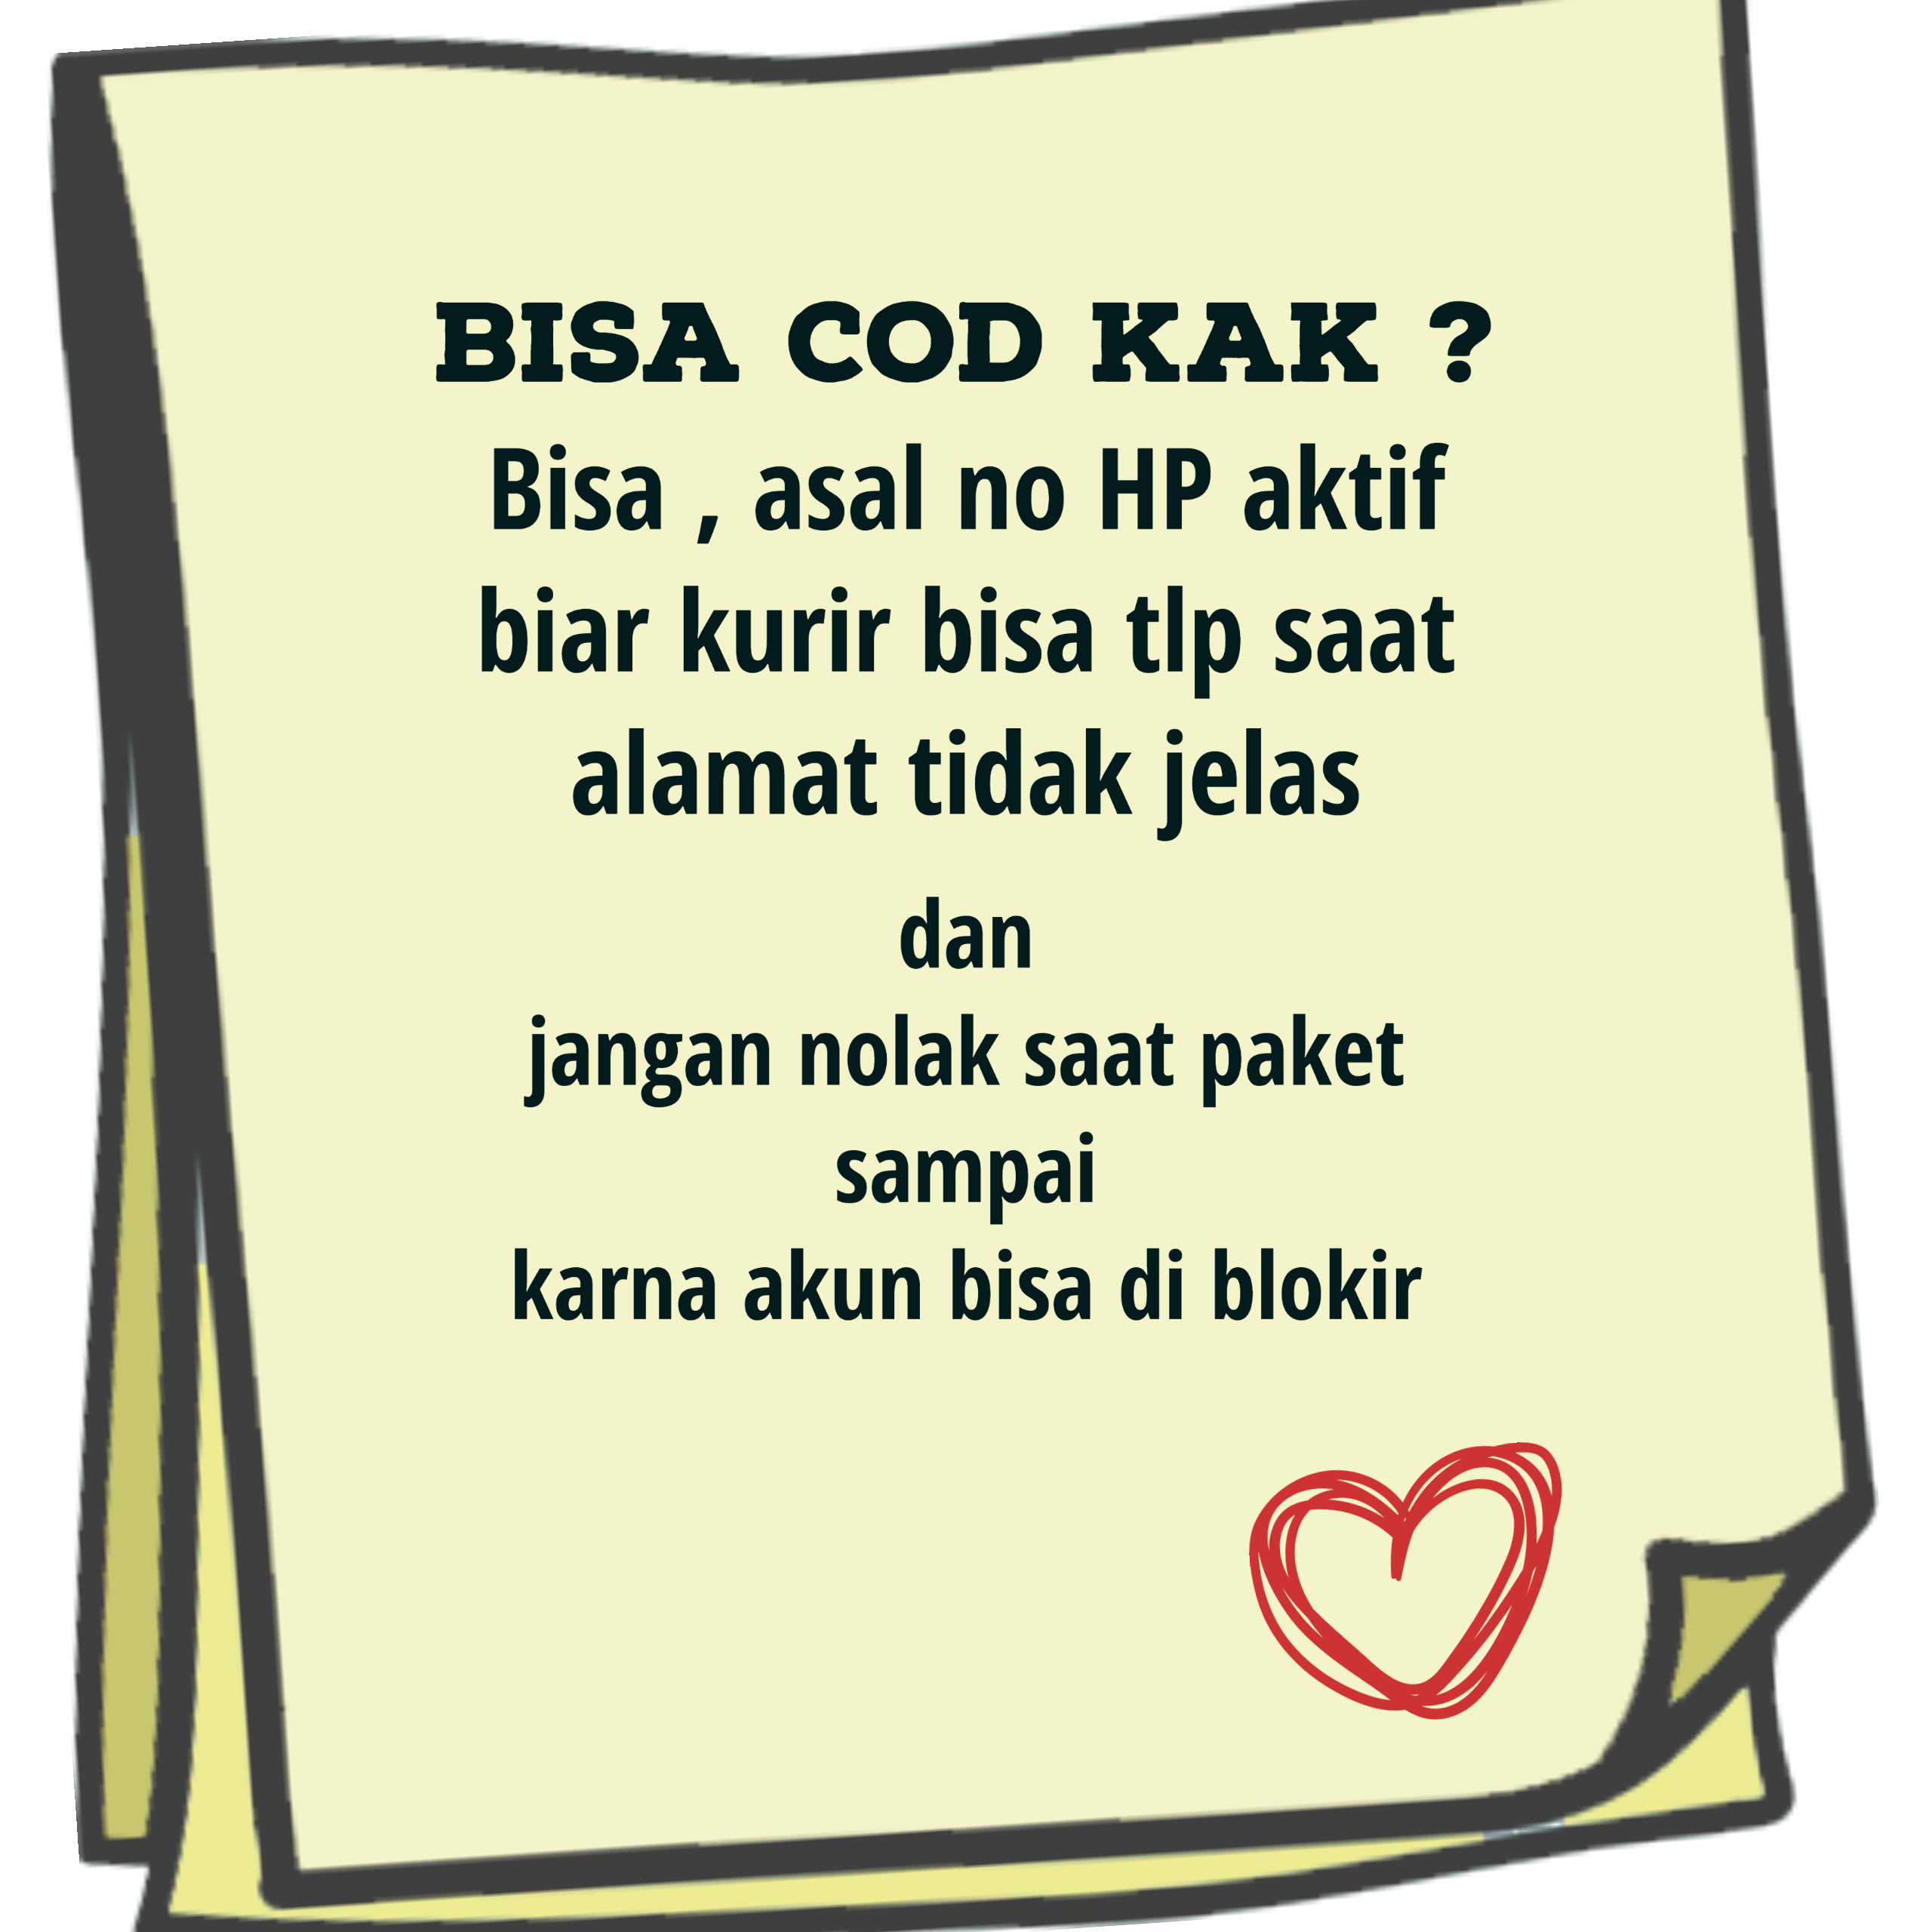 BISA COD KAK ?
Bisa , asal no HP aktif
biar kurir bisa tlp saat
alamat tidak jelas
dan
jangan nolak saat paket
sampai
karna akun bisa di blokir